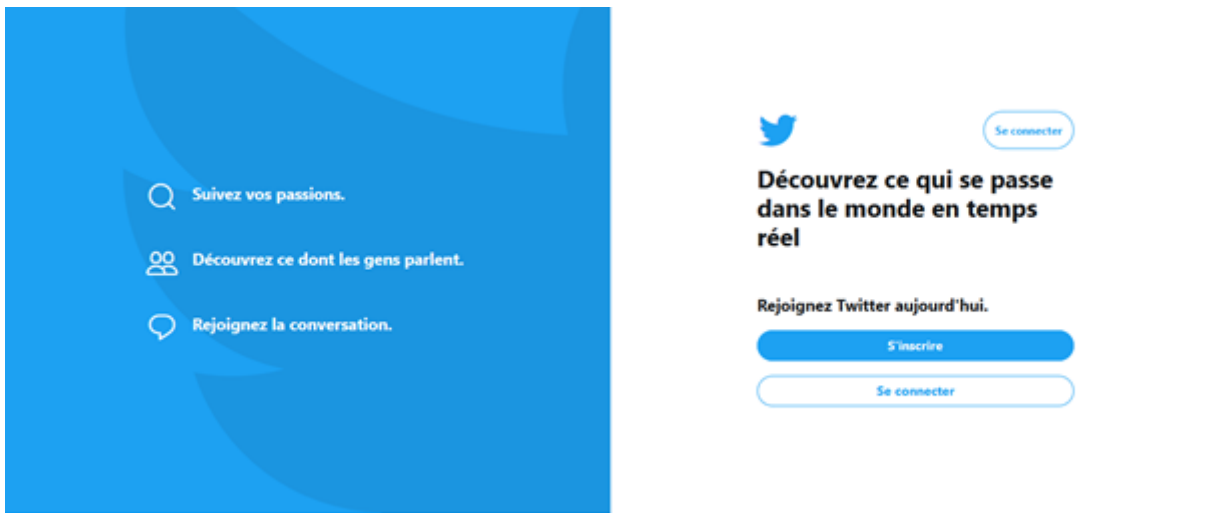 Suivez vos passions.
Découvrez ce dont les gens parlent.
Rejoignez la conversation.
Se connecter
Découvrez ce qui se passe
dans le monde en temps
réel
Rejoignez Twitter aujourd'hui.
S'inscrire
Se connecter